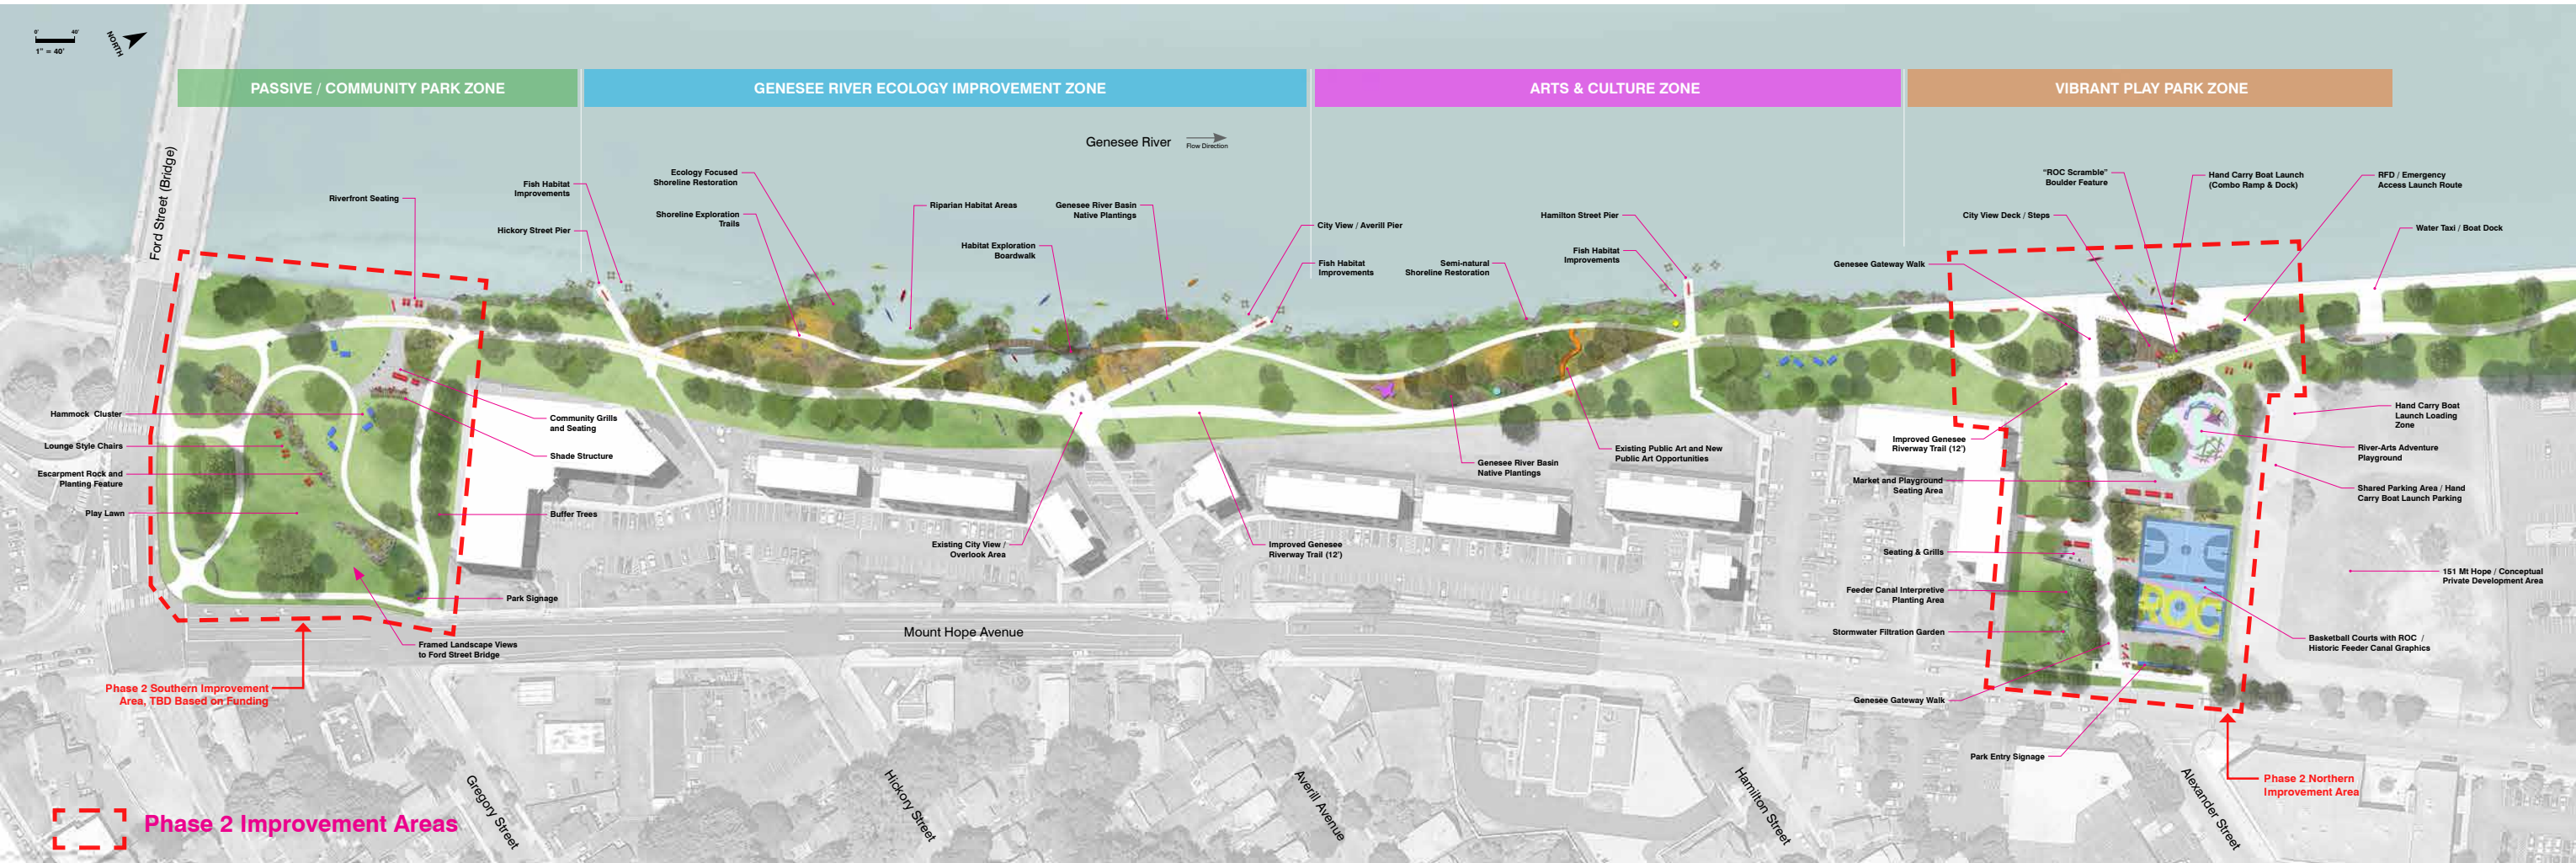 0'
40'
1" = 40'
NORTH
PASSIVE / COMMUNITY PARK ZONE
GENESEE RIVER ECOLOGY IMPROVEMENT ZONE
ARTS & CULTURE ZONE
VIBRANT PLAY PARK ZONE
Genesee River
Flow Direction
Ford Street (Bridge)
Riverfront Seating
Fish Habitat
Improvements
Hickory Street Pier
Ecology Focused
Shoreline Restoration
Shoreline Exploration
Trails
Riparian Habitat Areas
Habitat Exploration
Boardwalk
Genesee River Basin
Native Plantings
City View / Averill Pier
Fish Habitat
Improvements
Semi-natural
Shoreline Restoration
Hamilton Street Pier
Fish Habitat
Improvements
Genesee Gateway Walk
City View Deck / Steps
"ROC Scramble"
Boulder Feature
Hand Carry Boat Launch
(Combo Ramp & Dock)
RFD / Emergency
Access Launch Route
Water Taxi / Boat Dock
Hammock Cluster
Lounge Style Chairs
Escarpment Rock and
Planting Feature
Play Lawn
Community Grills
and Seating
Shade Structure
Buffer Trees
Park Signage
Framed Landscape Views
to Ford Street Bridge
Existing City View /
Overlook Area
Improved Genesee
Riverway Trail (12')
Genesee River Basin
Native Plantings
Existing Public Art and New
Public Art Opportunities
Improved Genesee
Riverway Trail (12')
Market and Playground
Seating Area
Seating & Grills
Feeder Canal Interpretive
Planting Area
Stormwater Filtration Garden
Genesee Gateway Walk
Park Entry Signage
ROC
Hand Carry Boat
Launch Loading
Zone
River-Arts Adventure
Playground
Shared Parking Area / Hand
Carry Boat Launch Parking
151 Mt Hope / Conceptual
Private Development Area
Basketball Courts with ROC /
Historic Feeder Canal Graphics
Mount Hope Avenue
Phase 2 Southern Improvement
Area, TBD Based on Funding
Phase 2 Northern
Improvement Area
Gregory Street
Hickory Street
Averill Avenue
Hamilton Street
Alexander Street
Phase 2 Improvement Areas